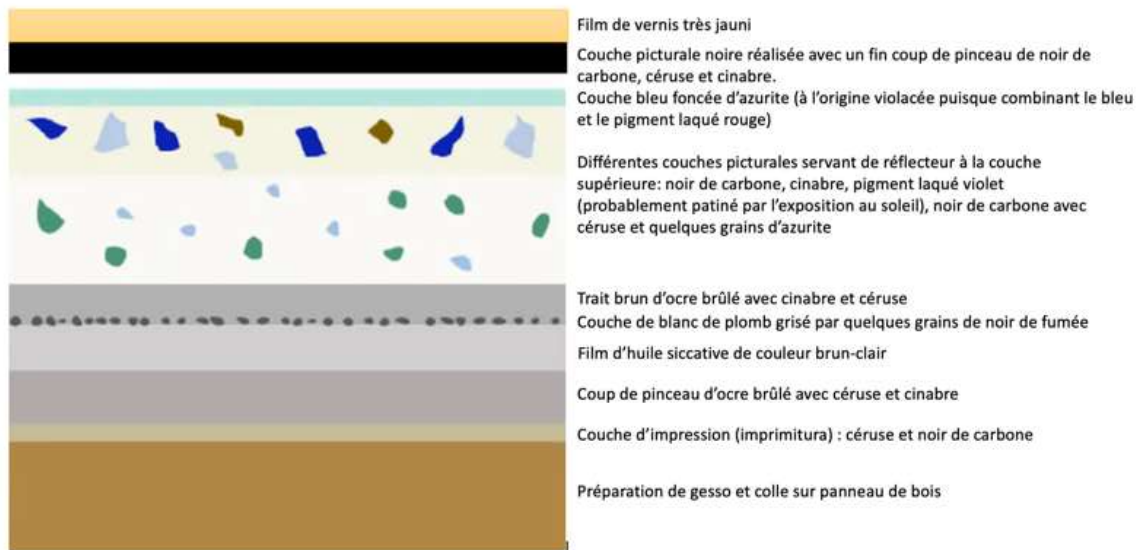 Film de vernis très jauni
Couche picturale noire réalisée avec un fin coup de pinceau de noir de
carbone, céruse et cinabre.
Couche bleu foncée d'azurite (à l'origine violacée puisque combinant le bleu
et le pigment laqué rouge)
Différentes couches picturales servant de réflecteur à la couche
supérieure: noir de carbone, cinabre, pigment laqué violet
(probablement patiné par l'exposition au soleil), noir de carbone avec
céruse et quelques grains d'azurite
Trait brun d'ocre brûlé avec cinabre et céruse
Couche de blanc de plomb grisé par quelques grains de noir de fumée
Film d'huile siccative de couleur brun-clair
Coup de pinceau d'ocre brûlé avec céruse et cinabre
Couche d'impression (imprimitura) : céruse et noir de carbone
Préparation de gesso et colle sur panneau de bois